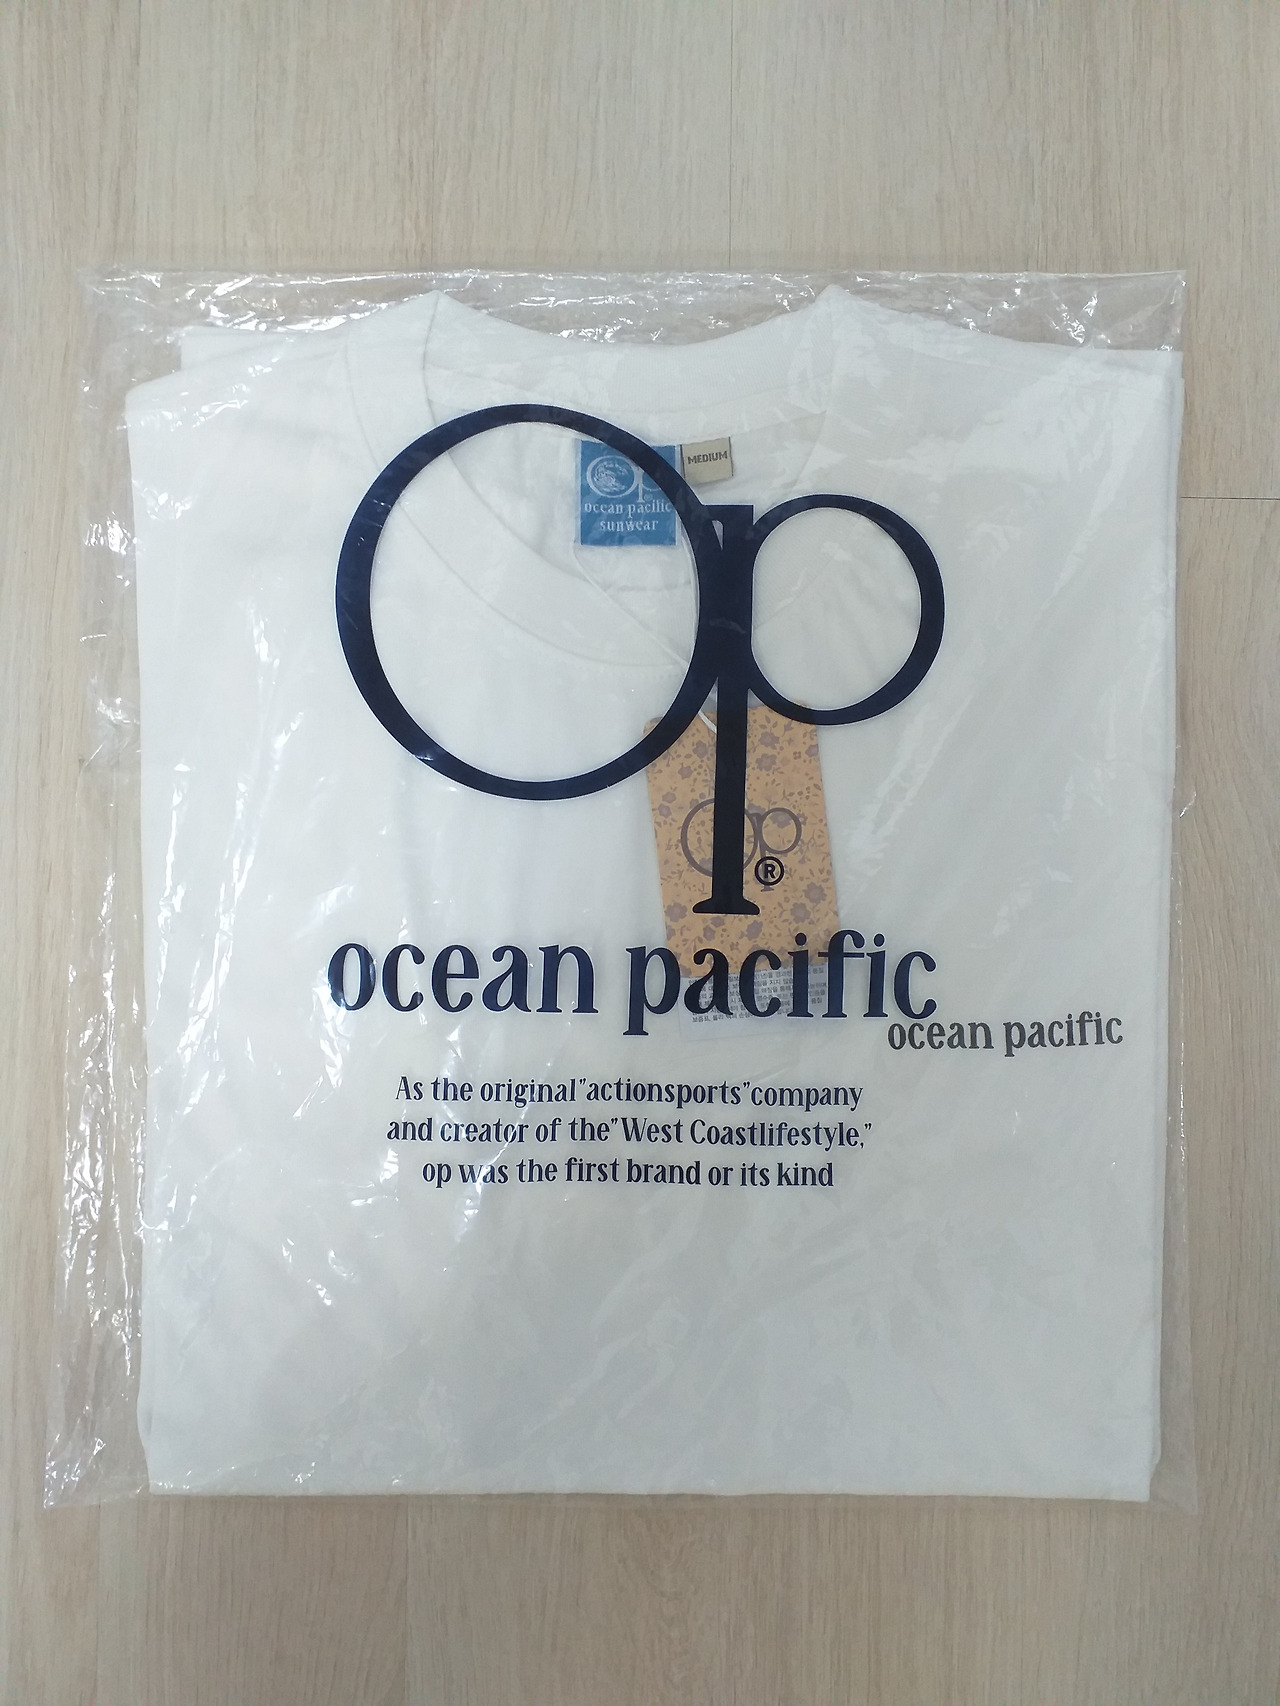 op
ocean pacific
sunwear
MEDIUM
op
op
®
ocean pacific
ocean pacific
As the original"actionsports"company
and creator of the"West Coastlifestyle,"
op was the first brand or its kind